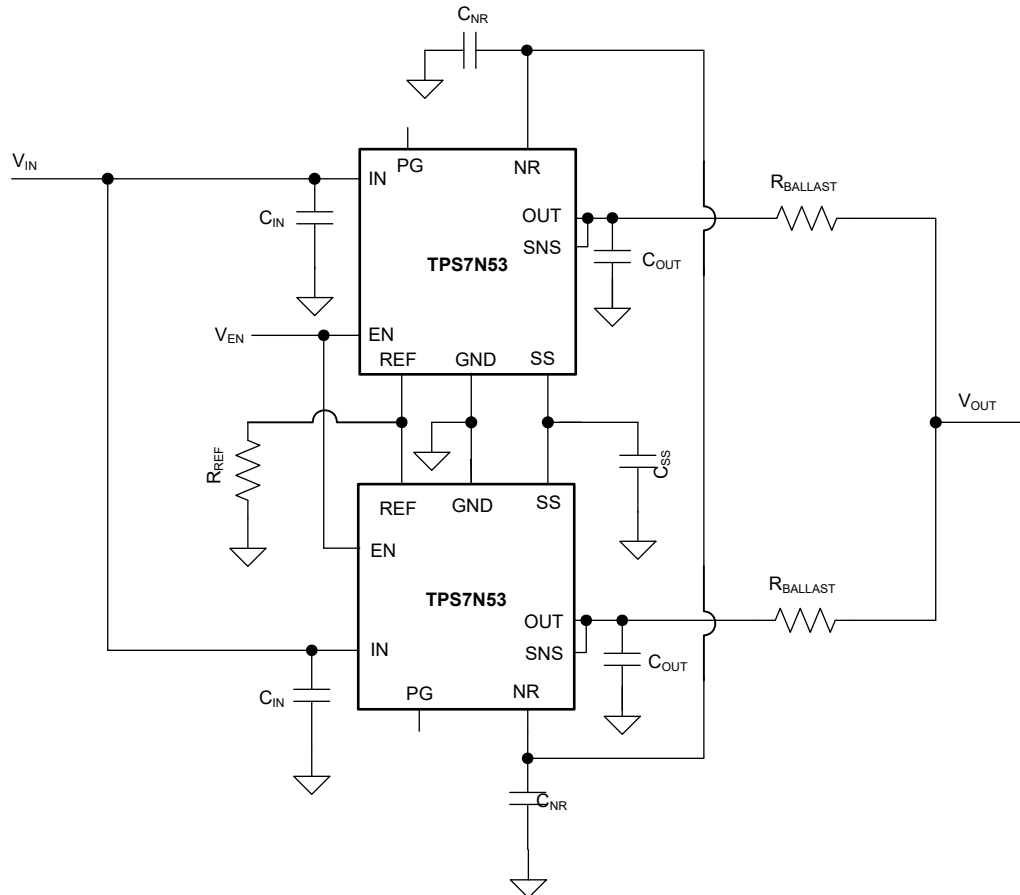 C_NR
V_IN
PG
NR
IN
R_BALLAST
C_IN
OUT
SNS
TPS7N53
C_OUT
V_EN
EN
REF
GND
SS
V_OUT
R_REF
C_SS
REF
GND
SS
EN
TPS7N53
R_BALLAST
OUT
IN
SNS
C_OUT
C_IN
PG
NR
C_NR